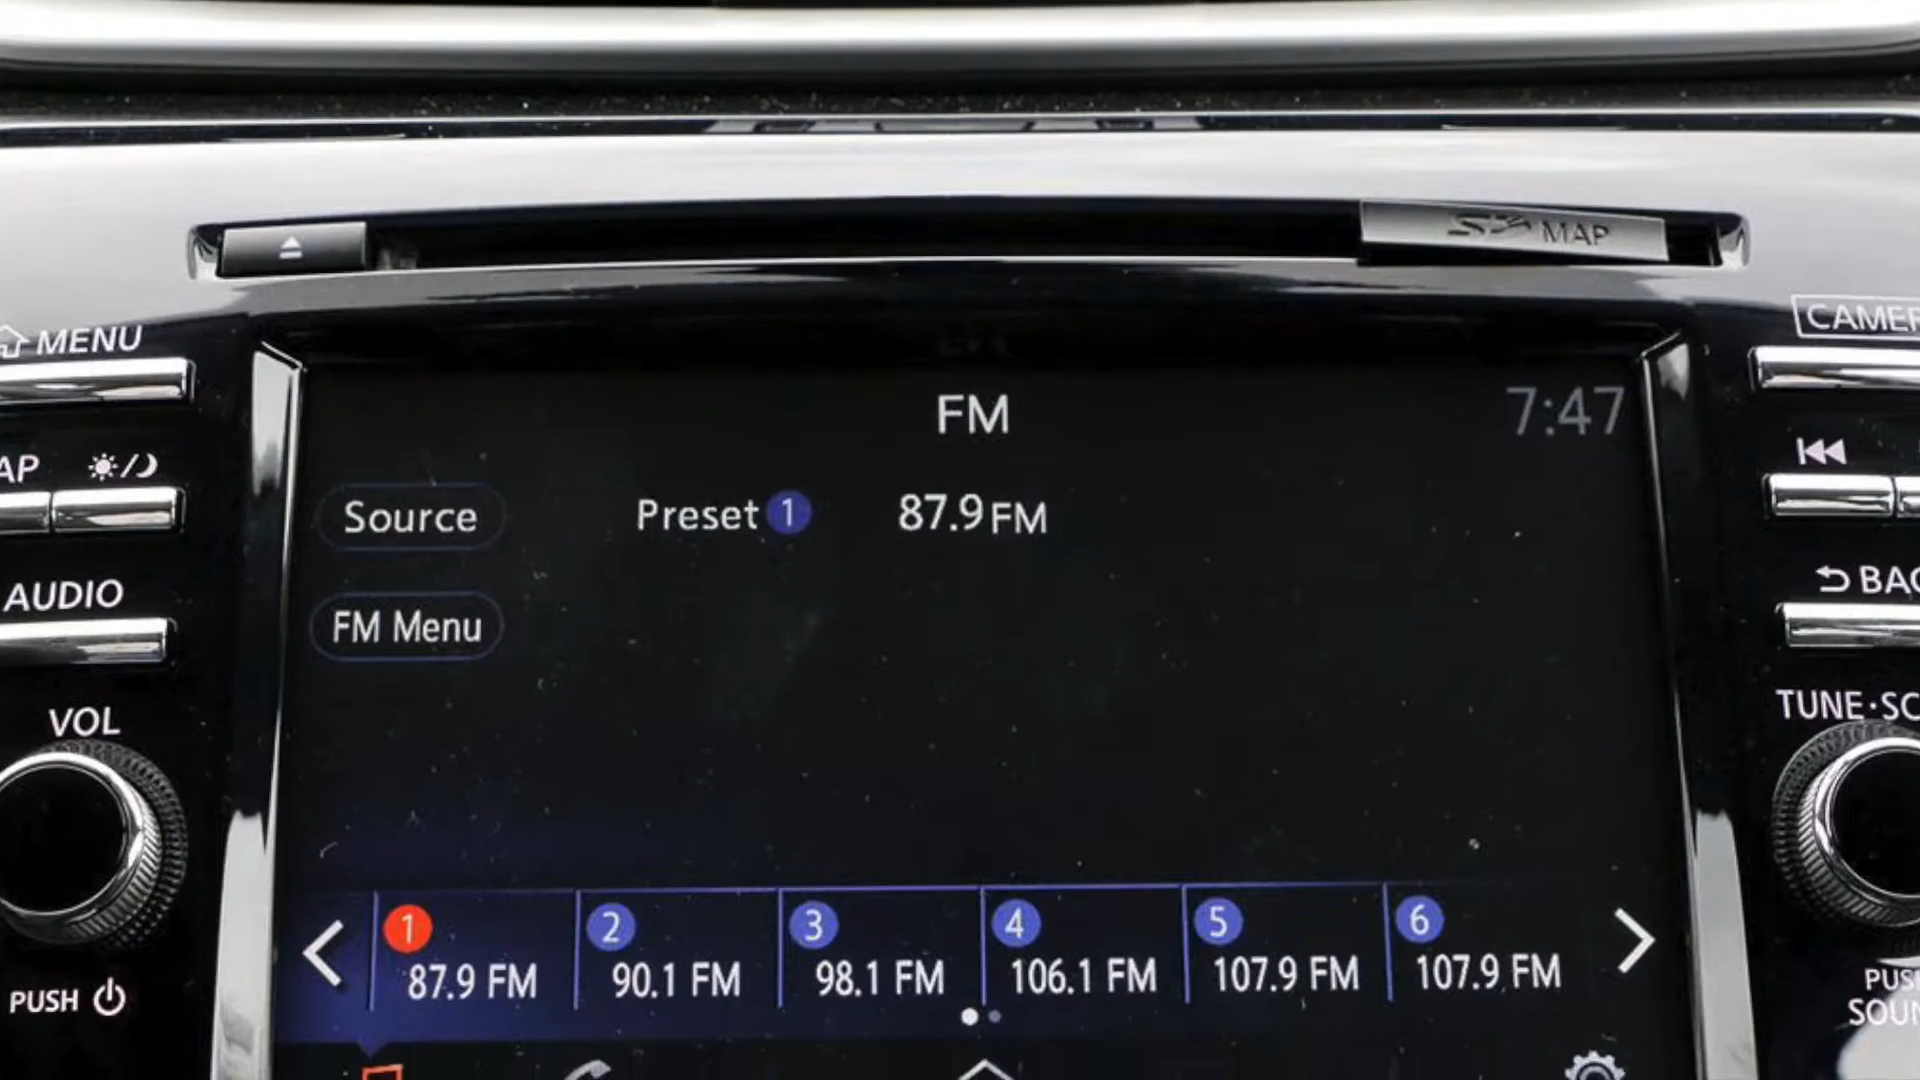 SD MAP
MENU
CAMER
FM
7:47
AP
Source
Preset 1
87.9 FM
AUDIO
BAC
FM Menu
VOL
TUNE·SC
1 2 3 4 5 6
87.9 FM 90.1 FM 98.1 FM 106.1 FM 107.9 FM 107.9 FM
PUSH
PUSH
SOUN